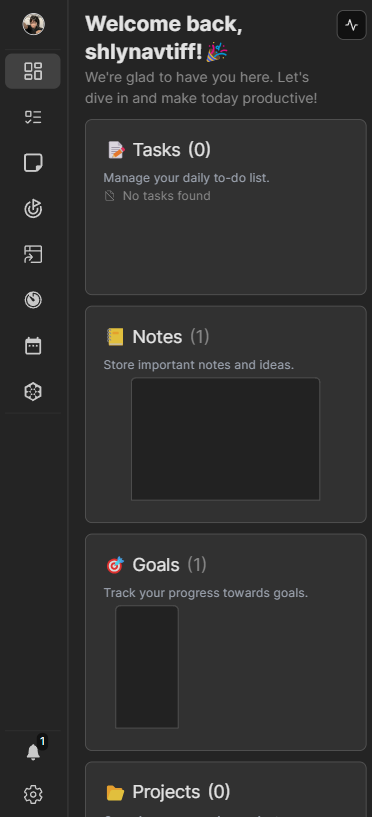 Welcome back,
shlynavtiff! 🎉
We're glad to have you here. Let's
dive in and make today productive!
📝 Tasks (0)
Manage your daily to-do list.
No tasks found
📒 Notes (1)
Store important notes and ideas.
🎯 Goals (1)
Track your progress towards goals.
1
📂 Projects (0)